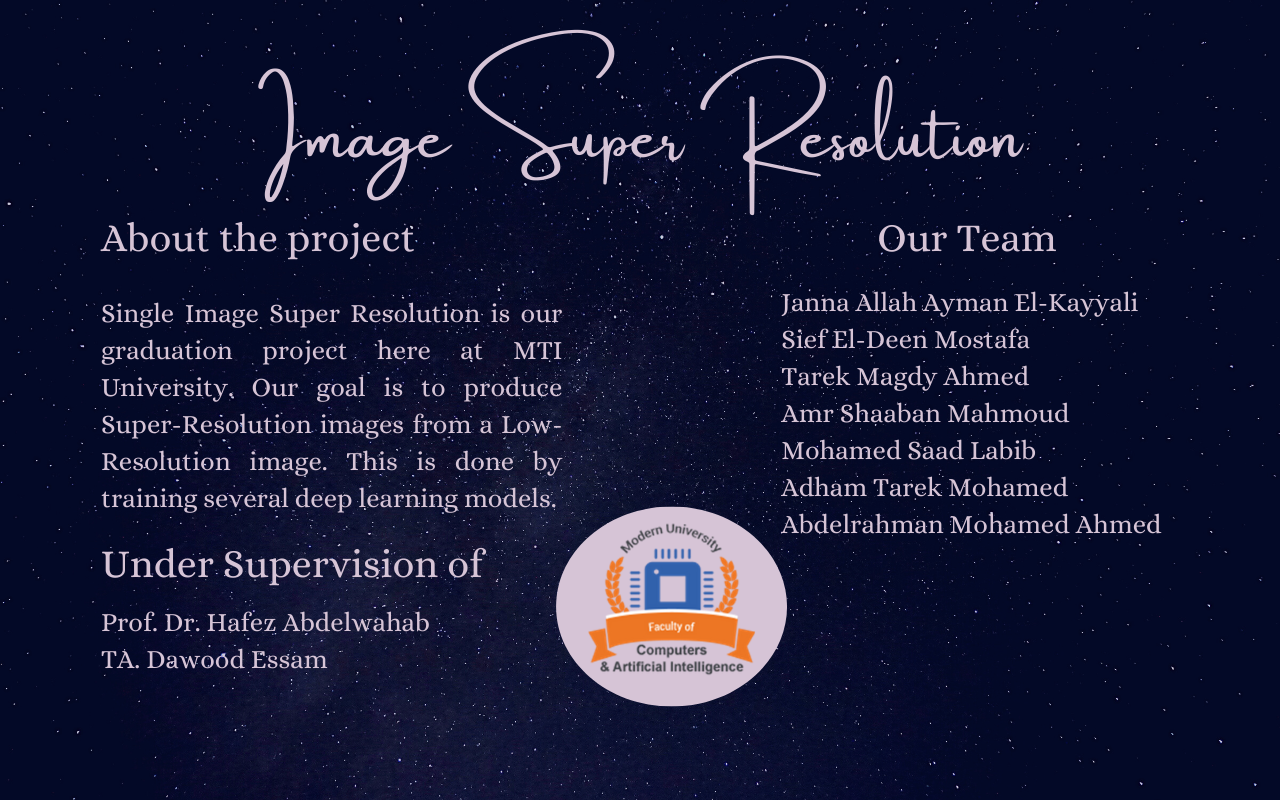 Image Super Resolution
About the project
Single Image Super Resolution is our
graduation project here at MTI
University. Our goal is to produce
Super-Resolution images from a Low-
Resolution image. This is done by
training several deep learning models.
Under Supervision of
Prof. Dr. Hafez Abdelwahab
TA. Dawood Essam
Our Team
Janna Allah Ayman El-Kayyali
Sief El-Deen Mostafa
Tarek Magdy Ahmed
Amr Shaaban Mahmoud
Mohamed Saad Labib
Adham Tarek Mohamed
Abdelrahman Mohamed Ahmed
Modern University
Faculty of
Computers
& Artificial Intelligence